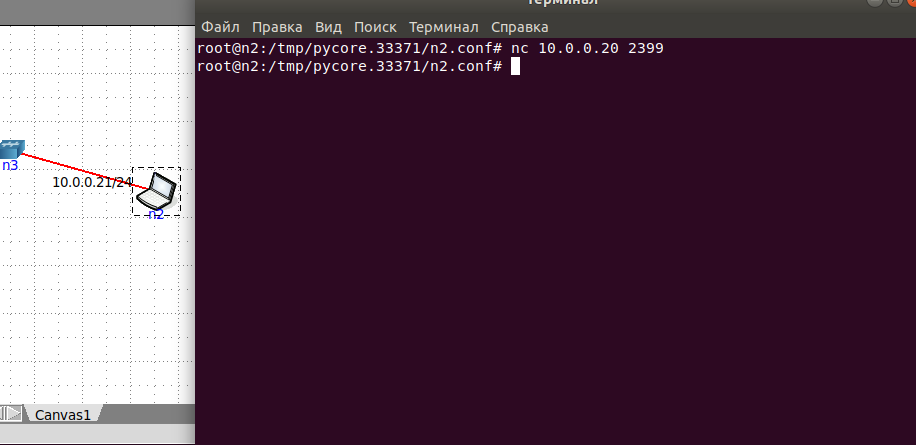 Терминал
Файл Правка Вид Поиск Терминал Справка
root@n2:/tmp/pycore.33371/n2.conf# nc 10.0.0.20 2399
root@n2:/tmp/pycore.33371/n2.conf#
n3
10.0.0.21/24
n2
Canvas1